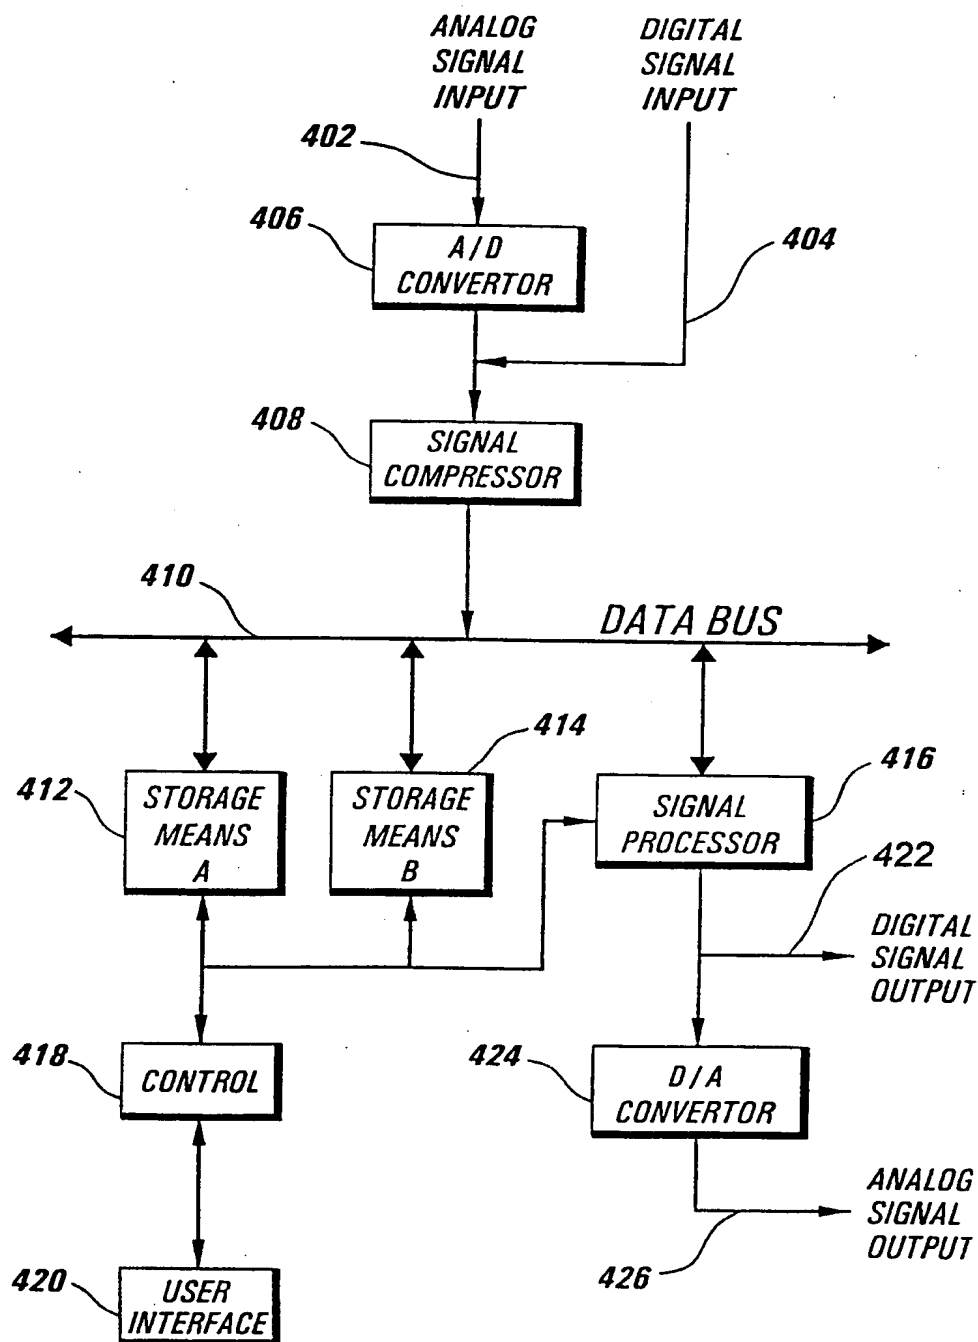 ANALOG
SIGNAL
INPUT
DIGITAL
SIGNAL
INPUT
402
406
A/D
CONVERTOR
404
408
SIGNAL
COMPRESSOR
410
DATA BUS
414
412
STORAGE
MEANS
A
STORAGE
MEANS
B
SIGNAL
PROCESSOR
416
422
DIGITAL
SIGNAL
OUTPUT
418
CONTROL
424
D/A
CONVERTOR
ANALOG
SIGNAL
OUTPUT
426
420
USER
INTERFACE